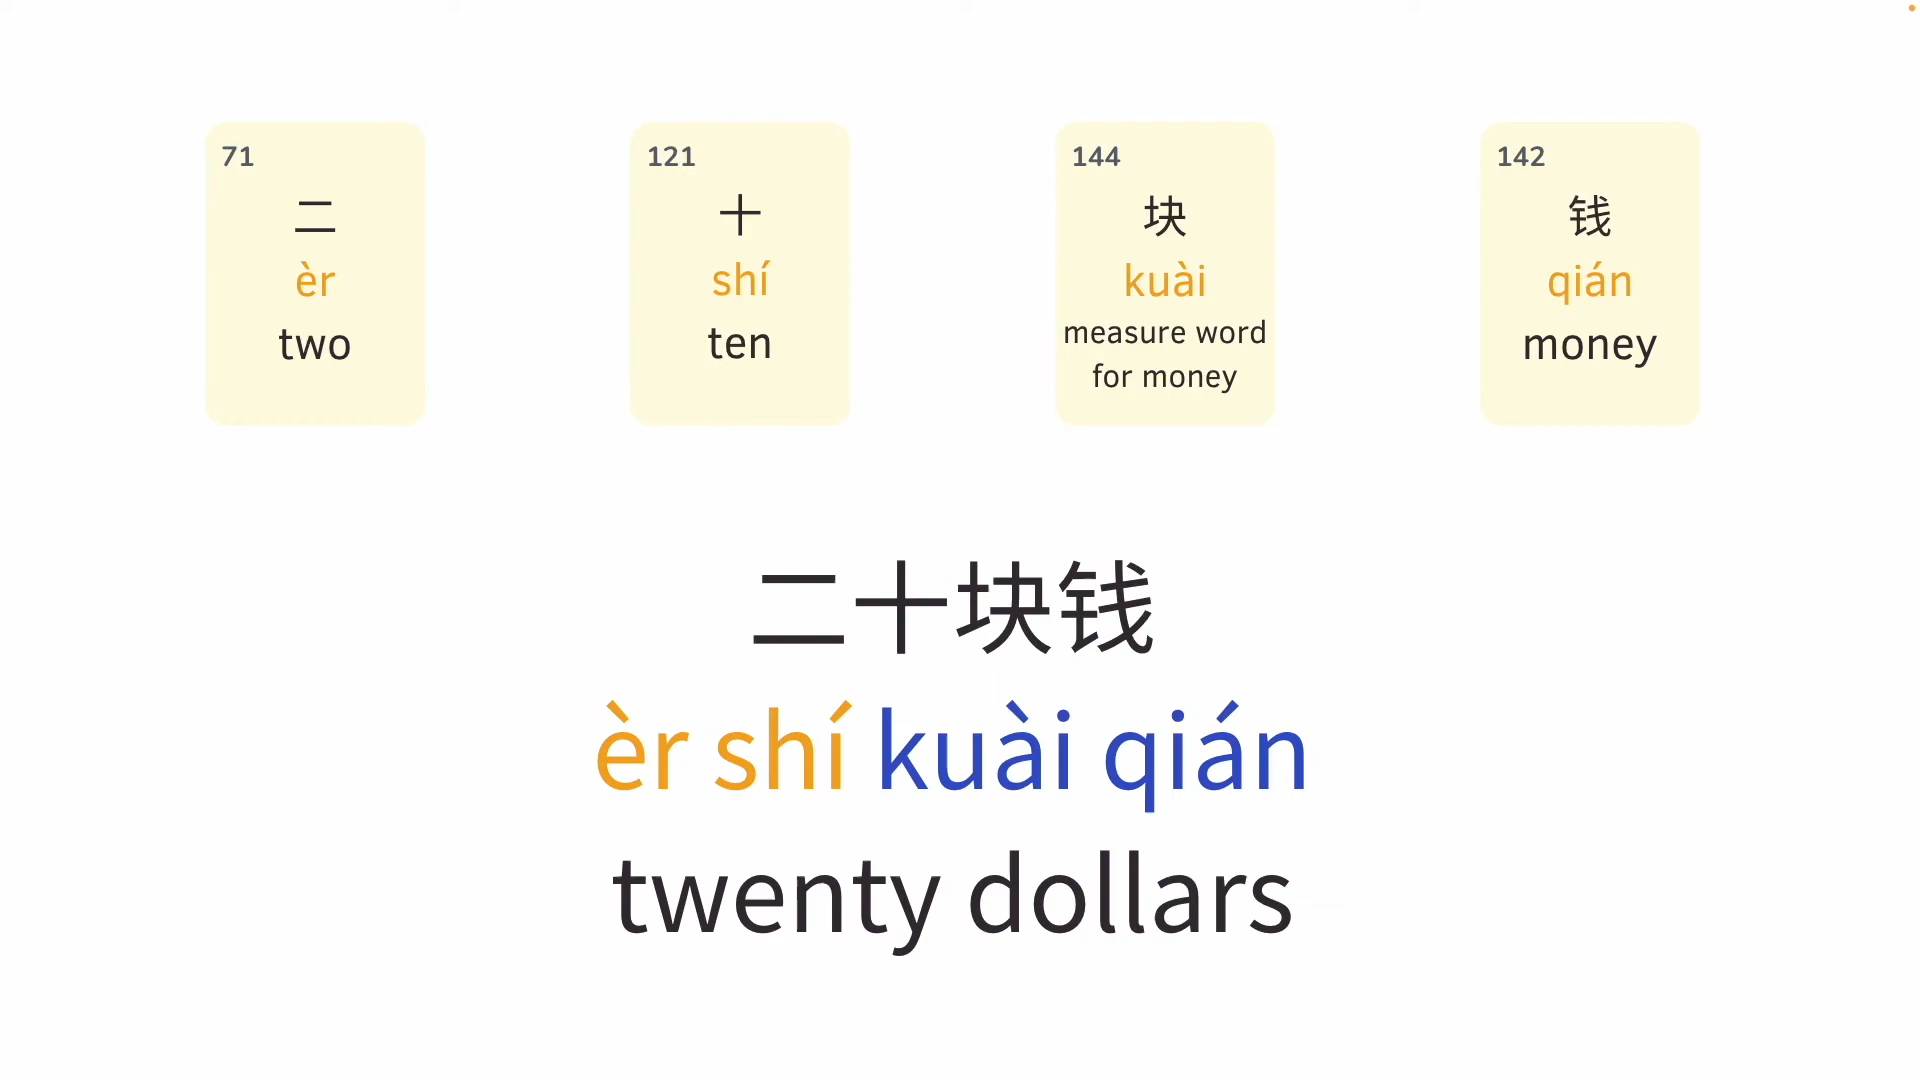 71
二
èr
two
121
十
shí
ten
144
块
kuài
measure word
for money
142
钱
qián
money
二十块钱
èr shí kuài qián
twenty dollars